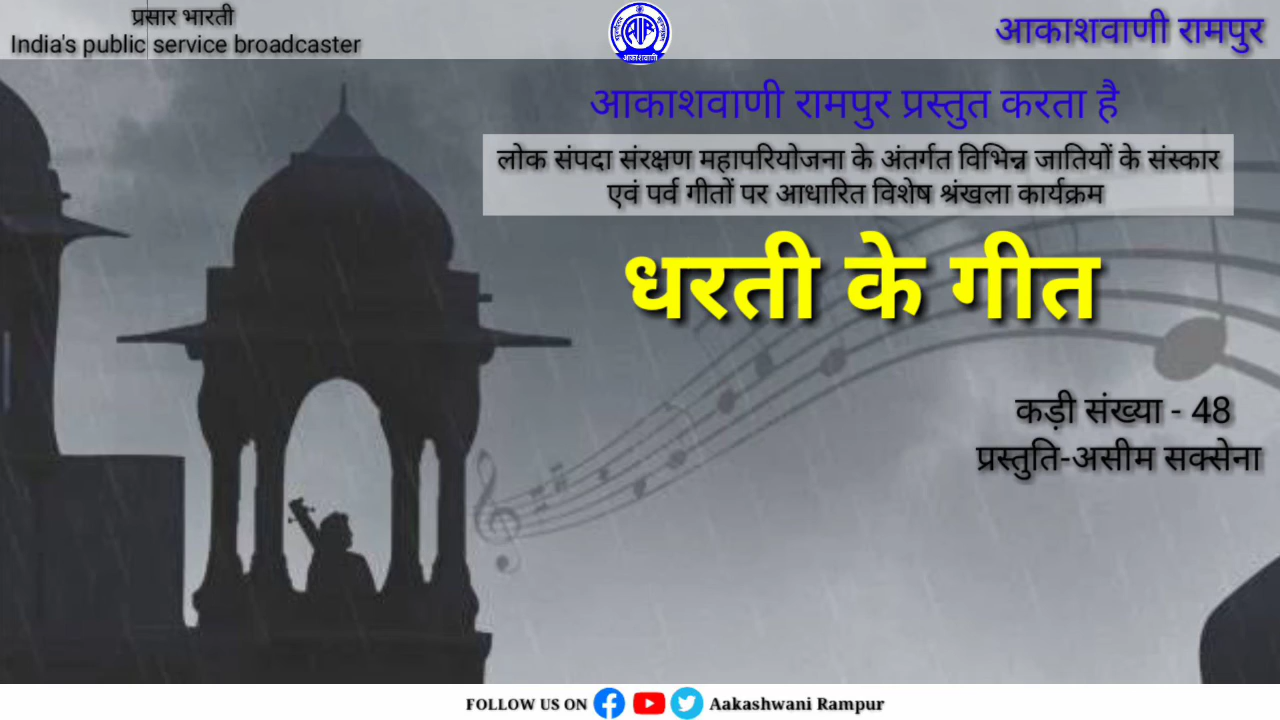 प्रसार भारती
India's public service broadcaster
आकाशवाणी
आकाशवाणी रामपुर
आकाशवाणी रामपुर प्रस्तुत करता है
लोक संपदा संरक्षण महापरियोजना के अंतर्गत विभिन्न जातियों के संस्कार
एवं पर्व गीतों पर आधारित विशेष श्रंखला कार्यक्रम
धरती के गीत
कड़ी संख्या - 48
प्रस्तुति-असीम सक्सेना
FOLLOW US ON Aakashwani Rampur